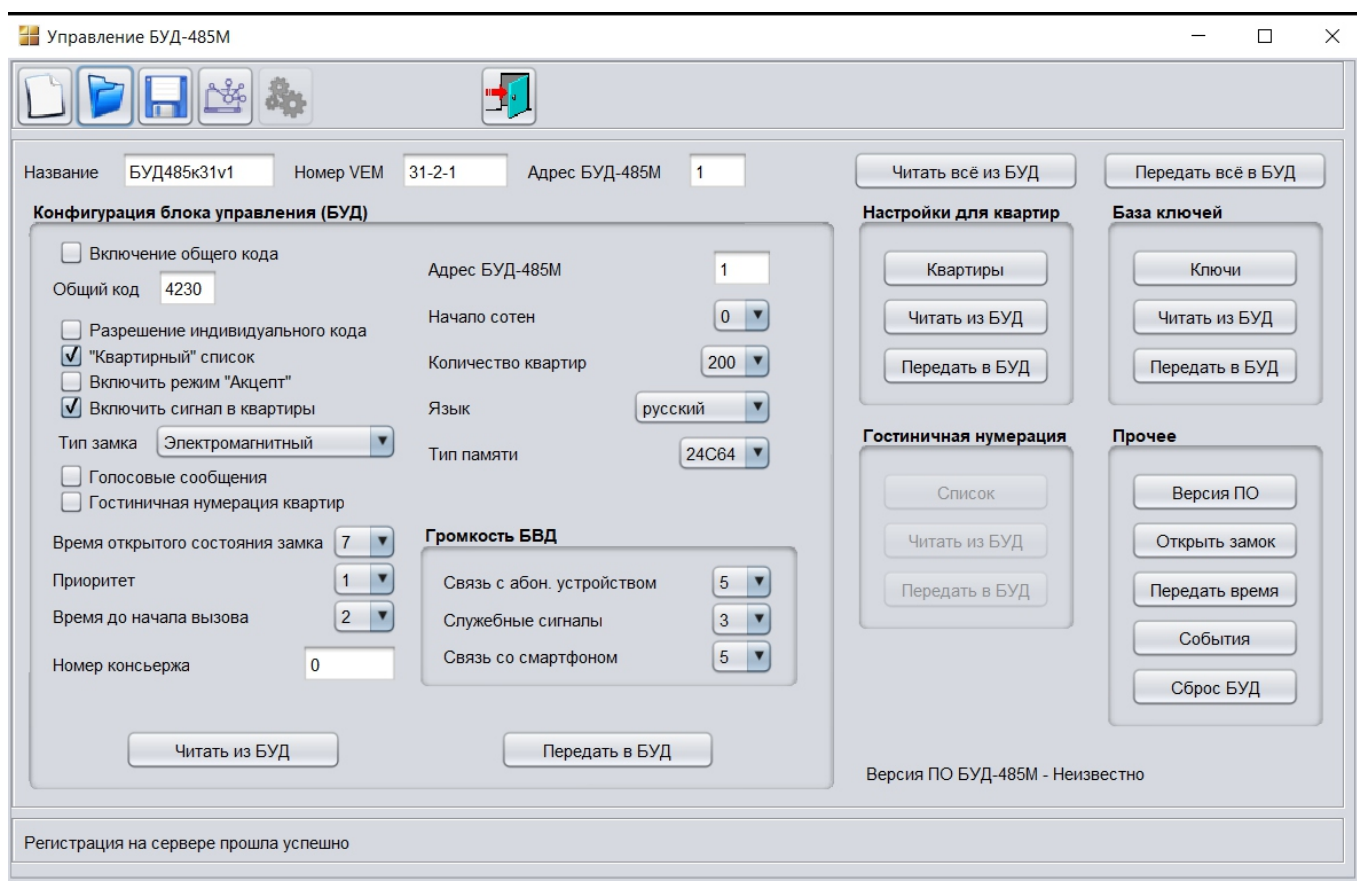 Управление БУД-485М
Название БУД485к31v1 Номер VEM 31-2-1 Адрес БУД-485М 1 Читать всё из БУД Передать всё в БУД
Конфигурация блока управления (БУД)
Включение общего кода
Общий код 4230
Разрешение индивидуального кода
"Квартирный" список
Включить режим "Акцепт"
Включить сигнал в квартиры
Тип замка Электромагнитный
Голосовые сообщения
Гостиничная нумерация квартир
Время открытого состояния замка 7
Приоритет 1
Время до начала вызова 2
Номер консьержа 0
Адрес БУД-485М 1
Начало сотен 0
Количество квартир 200
Язык русский
Тип памяти 24C64
Громкость БВД
Связь с абон. устройством 5
Служебные сигналы 3
Связь со смартфоном 5
Читать из БУД Передать в БУД
Настройки для квартир
Квартиры
Читать из БУД
Передать в БУД
База ключей
Ключи
Читать из БУД
Передать в БУД
Гостиничная нумерация
Список
Читать из БУД
Передать в БУД
Прочее
Версия ПО
Открыть замок
Передать время
События
Сброс БУД
Версия ПО БУД-485М - Неизвестно
Регистрация на сервере прошла успешно